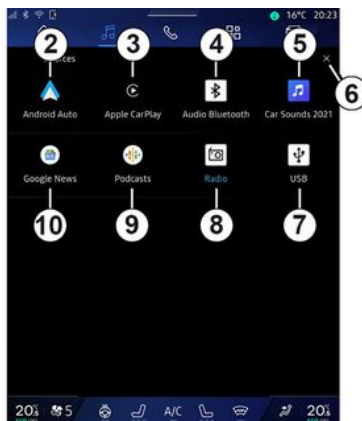 16°C 20:23
2 3 4 5
6
Android Auto Apple CarPlay Audio Bluetooth Car Sounds 2021
Google News Podcasts Radio USB
10 9 8 7
20 5 A/C 20